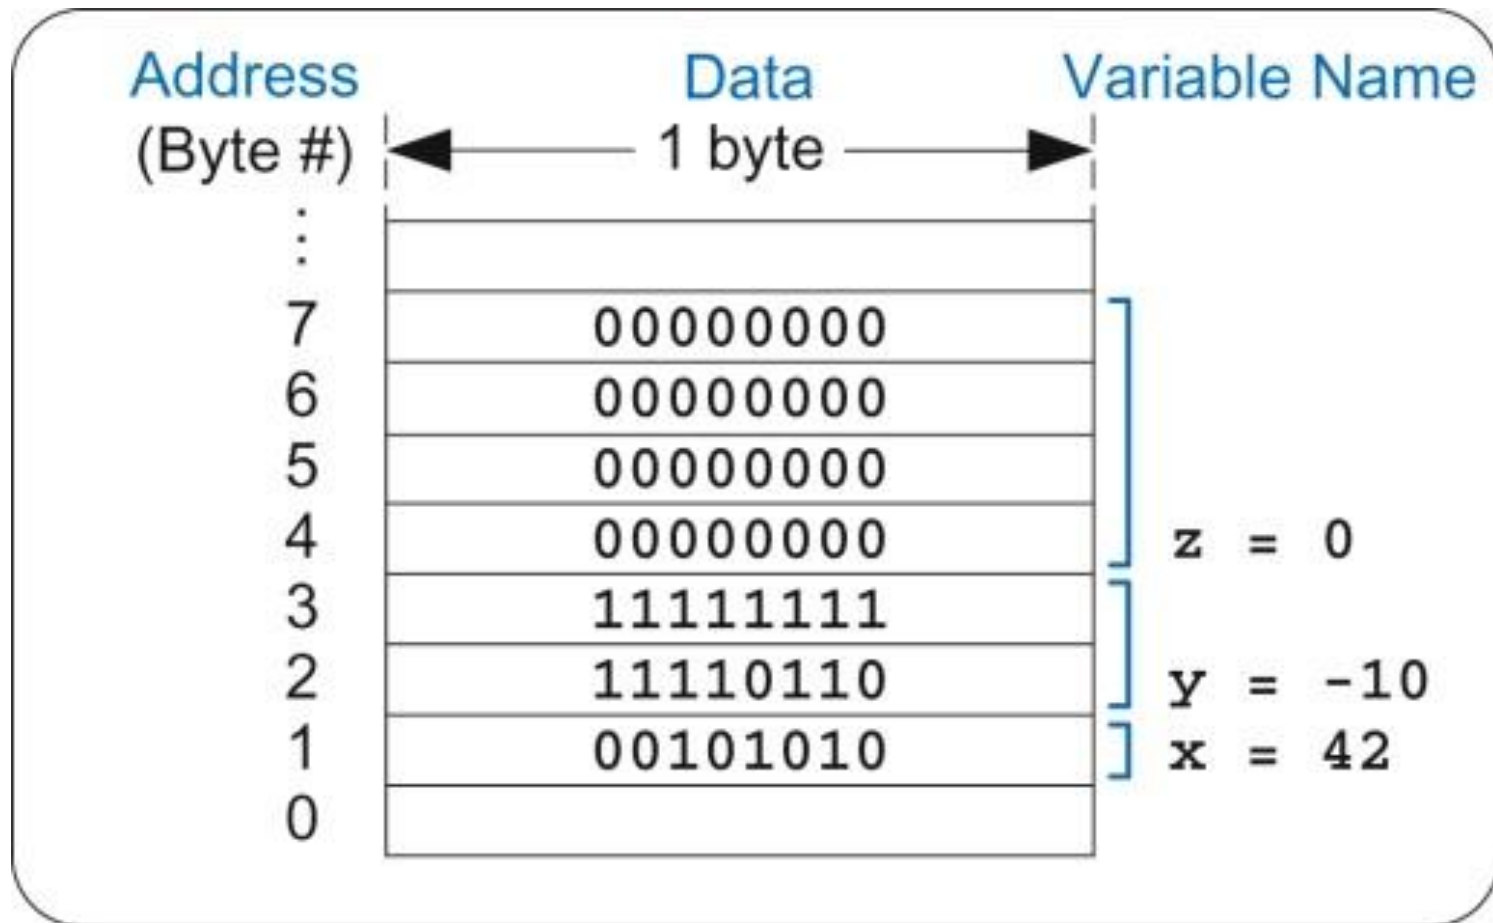 Address Data Variable Name
(Byte #) 1 byte
⋮
7 00000000
6 00000000
5 00000000
4 00000000 z = 0
3 11111111
2 11110110 y = -10
1 00101010 x = 42
0